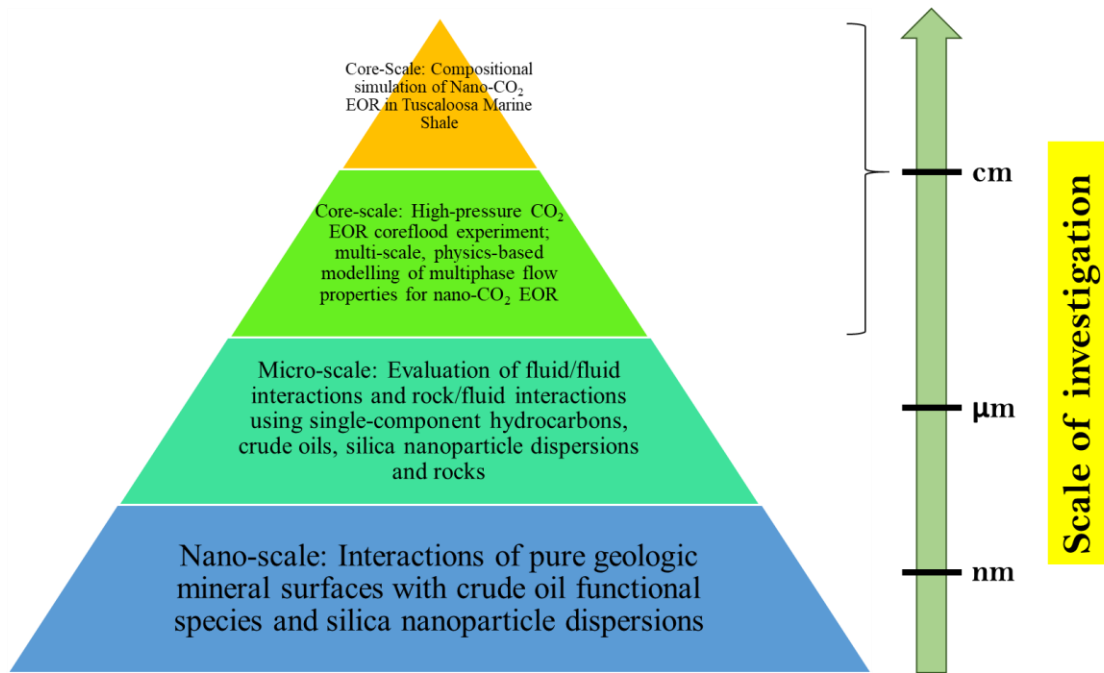 Core-Scale: Compositional
simulation of Nano-CO₂
EOR in Tuscaloosa Marine
Shale
Core-scale: High-pressure CO₂
EOR coreflood experiment;
multi-scale, physics-based
modelling of multiphase flow
properties for nano-CO₂ EOR
Micro-scale: Evaluation of fluid/fluid
interactions and rock/fluid interactions
using single-component hydrocarbons,
crude oils, silica nanoparticle dispersions
and rocks
Nano-scale: Interactions of pure geologic
mineral surfaces with crude oil functional
species and silica nanoparticle dispersions
cm
μm
nm
Scale of investigation